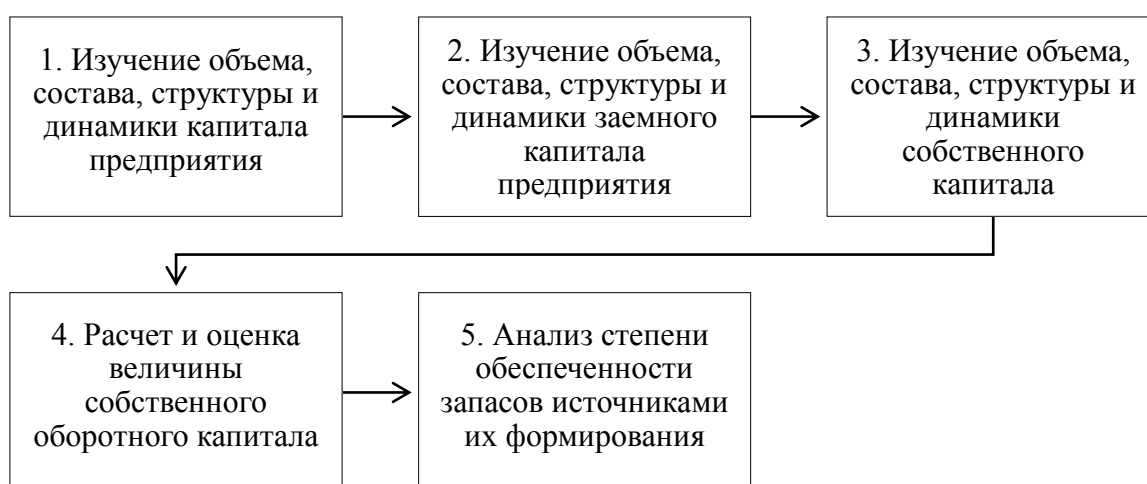 1. Изучение объема,
состава, структуры и
динамики капитала
предприятия
2. Изучение объема,
состава, структуры и
динамики заемного
капитала
предприятия
3. Изучение объема,
состава, структуры и
динамики
собственного
капитала
4. Расчет и оценка
величины
собственного
оборотного капитала
5. Анализ степени
обеспеченности
запасов источниками
их формирования